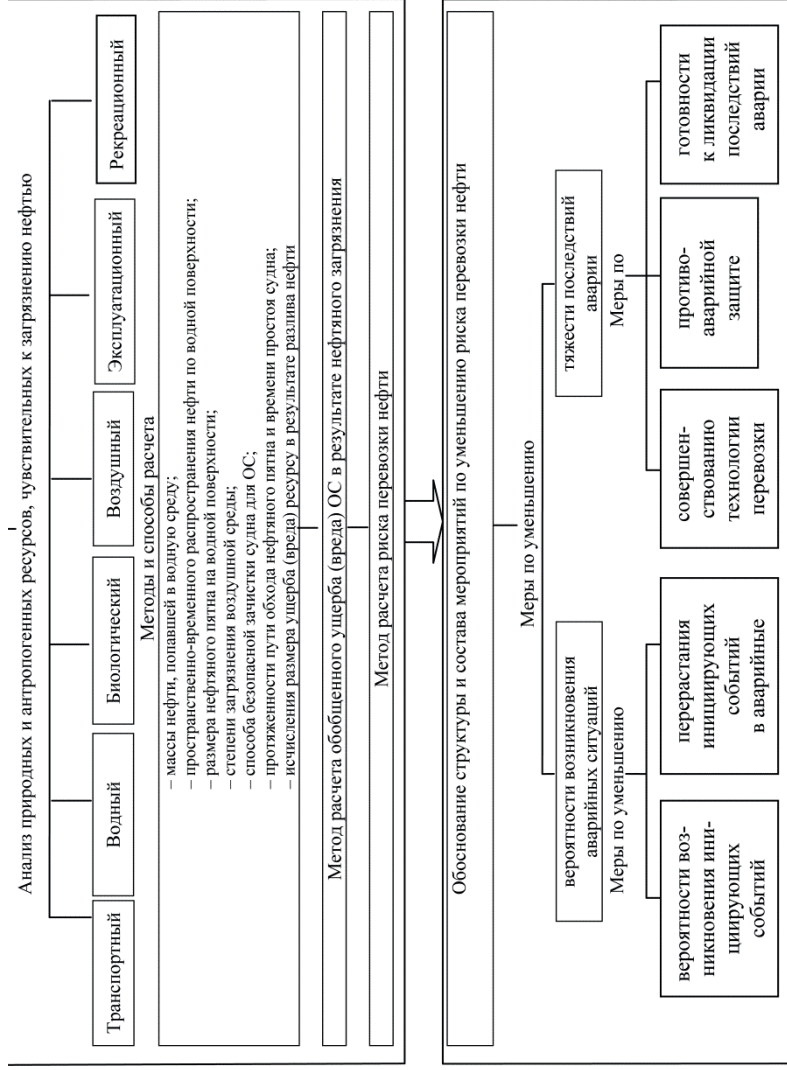 Анализ природных и антропогенных ресурсов, чувствительных к загрязнению нефтью
Транспортный
Водный
Биологический
Воздушный
Эксплуатационный
Рекреационный
Методы и способы расчета
– массы нефти, попавшей в водную среду;
– пространственно-временного распространения нефти по водной поверхности;
– размера нефтяного пятна на водной поверхности;
– степени загрязнения воздушной среды;
– способа безопасной зачистки судна для ОС;
– протяженности пути обхода нефтяного пятна и времени простоя судна;
– исчисления размера ущерба (вреда) ресурсу в результате разлива нефти
Метод расчета обобщенного ущерба (вреда) ОС в результате нефтяного загрязнения
Метод расчета риска перевозки нефти
Обоснование структуры и состава мероприятий по уменьшению риска перевозки нефти
Меры по уменьшению
вероятности возникновения
аварийных ситуаций
Меры по уменьшению
вероятности воз-
никновения ини-
циирующих
событий
перерастания
инициирующих
событий
в аварийные
тяжести последствий
аварии
Меры по
совершен-
ствованию
технологии
перевозки
противо-
аварийной
защите
готовности
к ликвидации
последствий
аварии